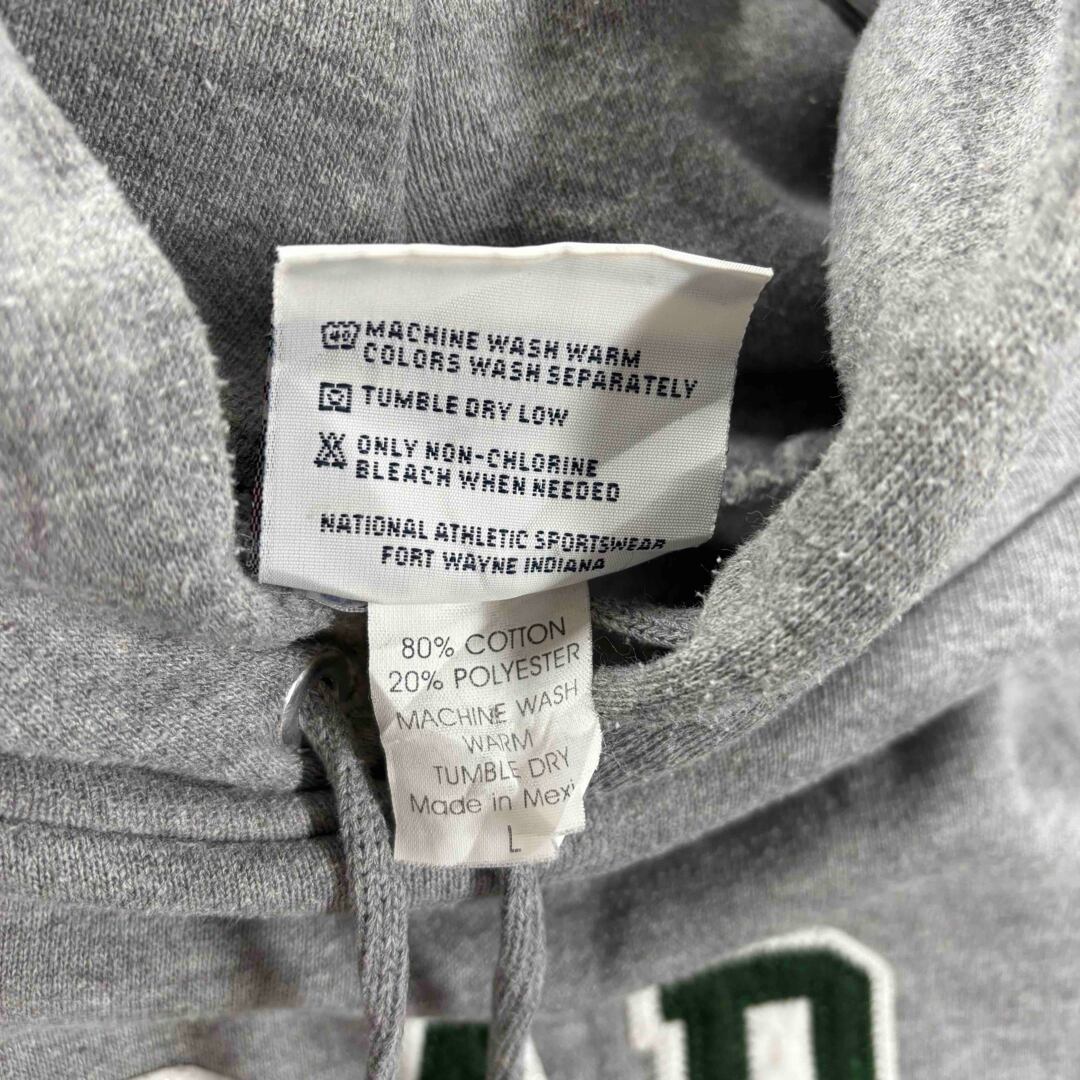 40
MACHINE WASH WARM
COLORS WASH SEPARATELY
TUMBLE DRY LOW
ONLY NON-CHLORINE
BLEACH WHEN NEEDED
NATIONAL ATHLETIC SPORTSWEAR
FORT WAYNE INDIANA
80% COTTON
20% POLYESTER
MACHINE WASH
WARM
TUMBLE DRY
Made in Mexi
L